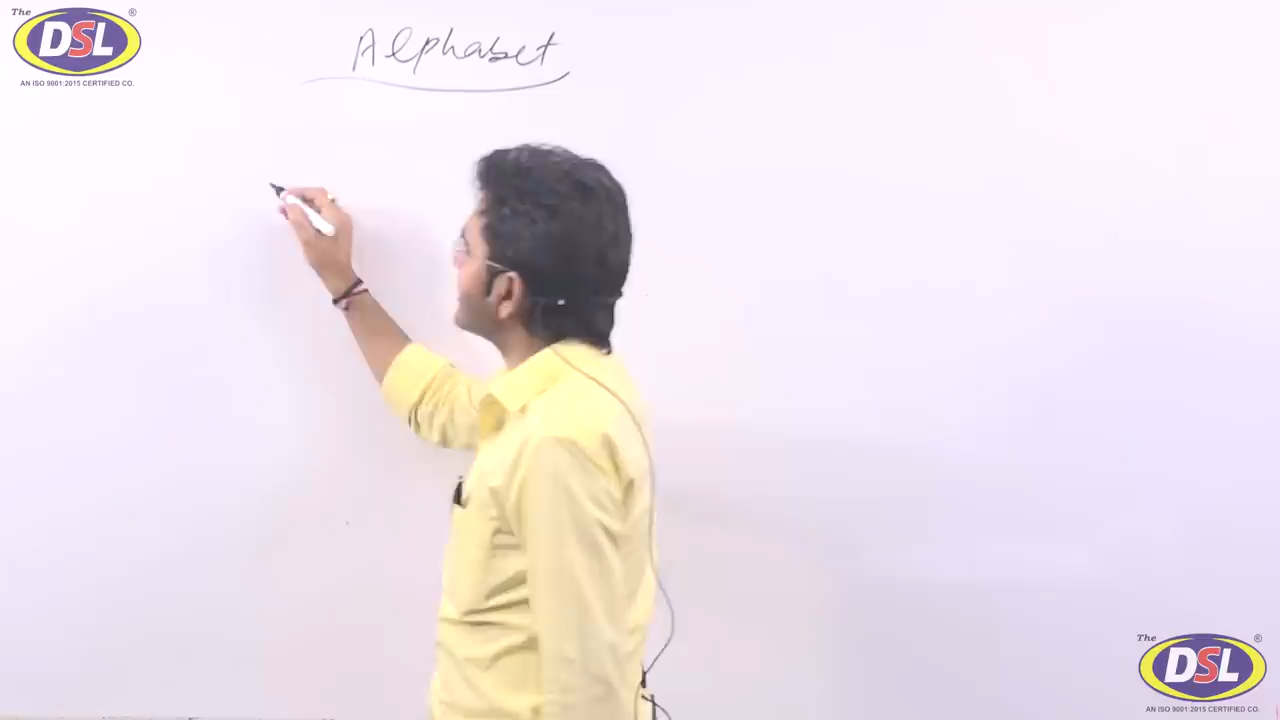 The DSL ®
AN ISO 9001:2015 CERTIFIED CO.
Alphabet
The DSL ®
AN ISO 9001:2015 CERTIFIED CO.